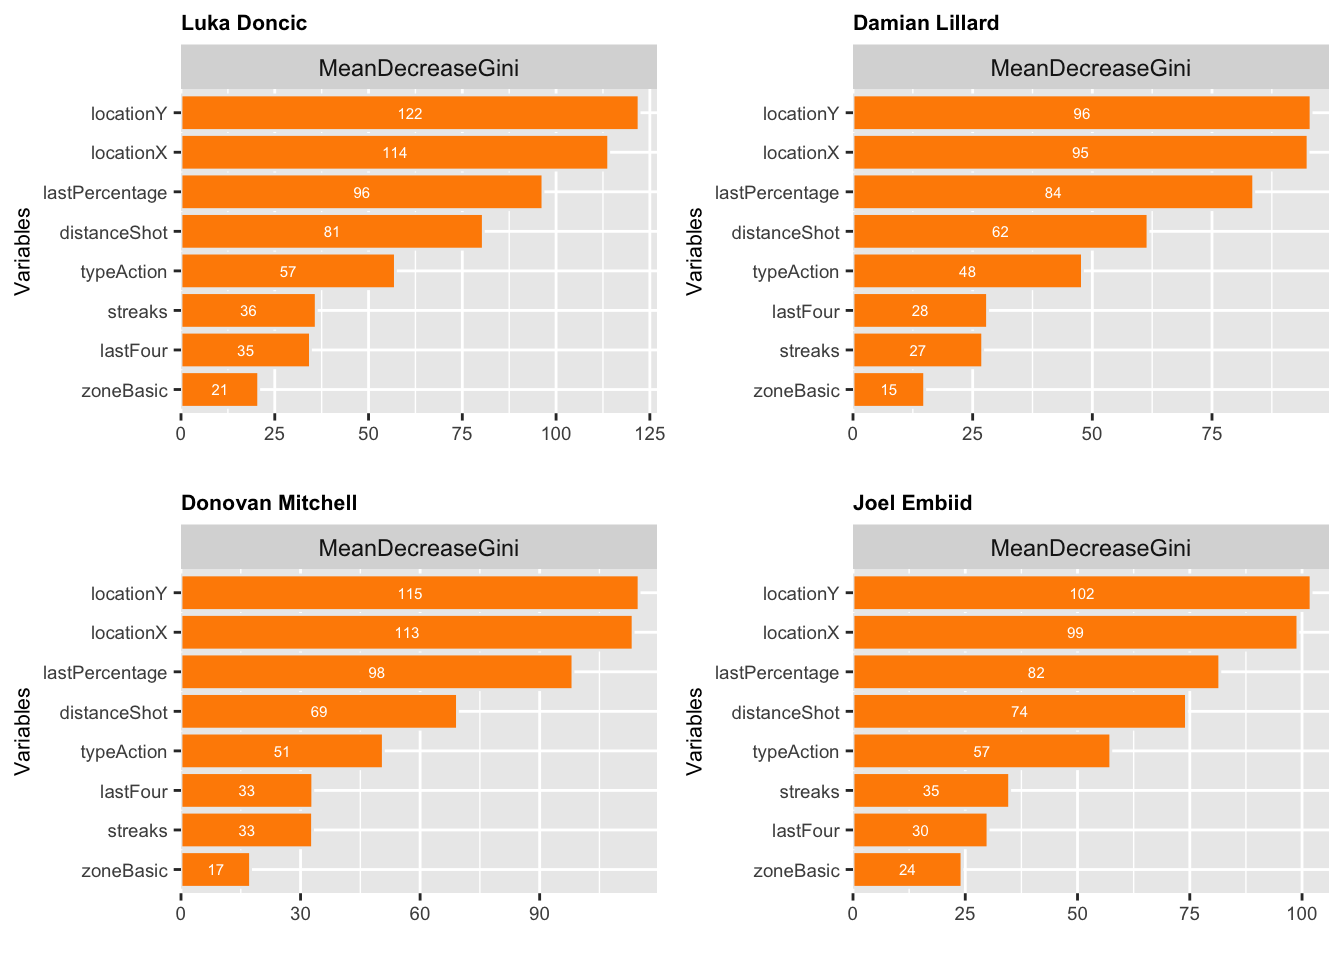 Luka Doncic
MeanDecreaseGini
Variables
locationY 122
locationX 114
lastPercentage 96
distanceShot 81
typeAction 57
streaks 36
lastFour 35
zoneBasic 21
0 25 50 75 100 125
Damian Lillard
MeanDecreaseGini
Variables
locationY 96
locationX 95
lastPercentage 84
distanceShot 62
typeAction 48
lastFour 28
streaks 27
zoneBasic 15
0 25 50 75
Donovan Mitchell
MeanDecreaseGini
Variables
locationY 115
locationX 113
lastPercentage 98
distanceShot 69
typeAction 51
lastFour 33
streaks 33
zoneBasic 17
0 30 60 90
Joel Embiid
MeanDecreaseGini
Variables
locationY 102
locationX 99
lastPercentage 82
distanceShot 74
typeAction 57
streaks 35
lastFour 30
zoneBasic 24
0 25 50 75 100